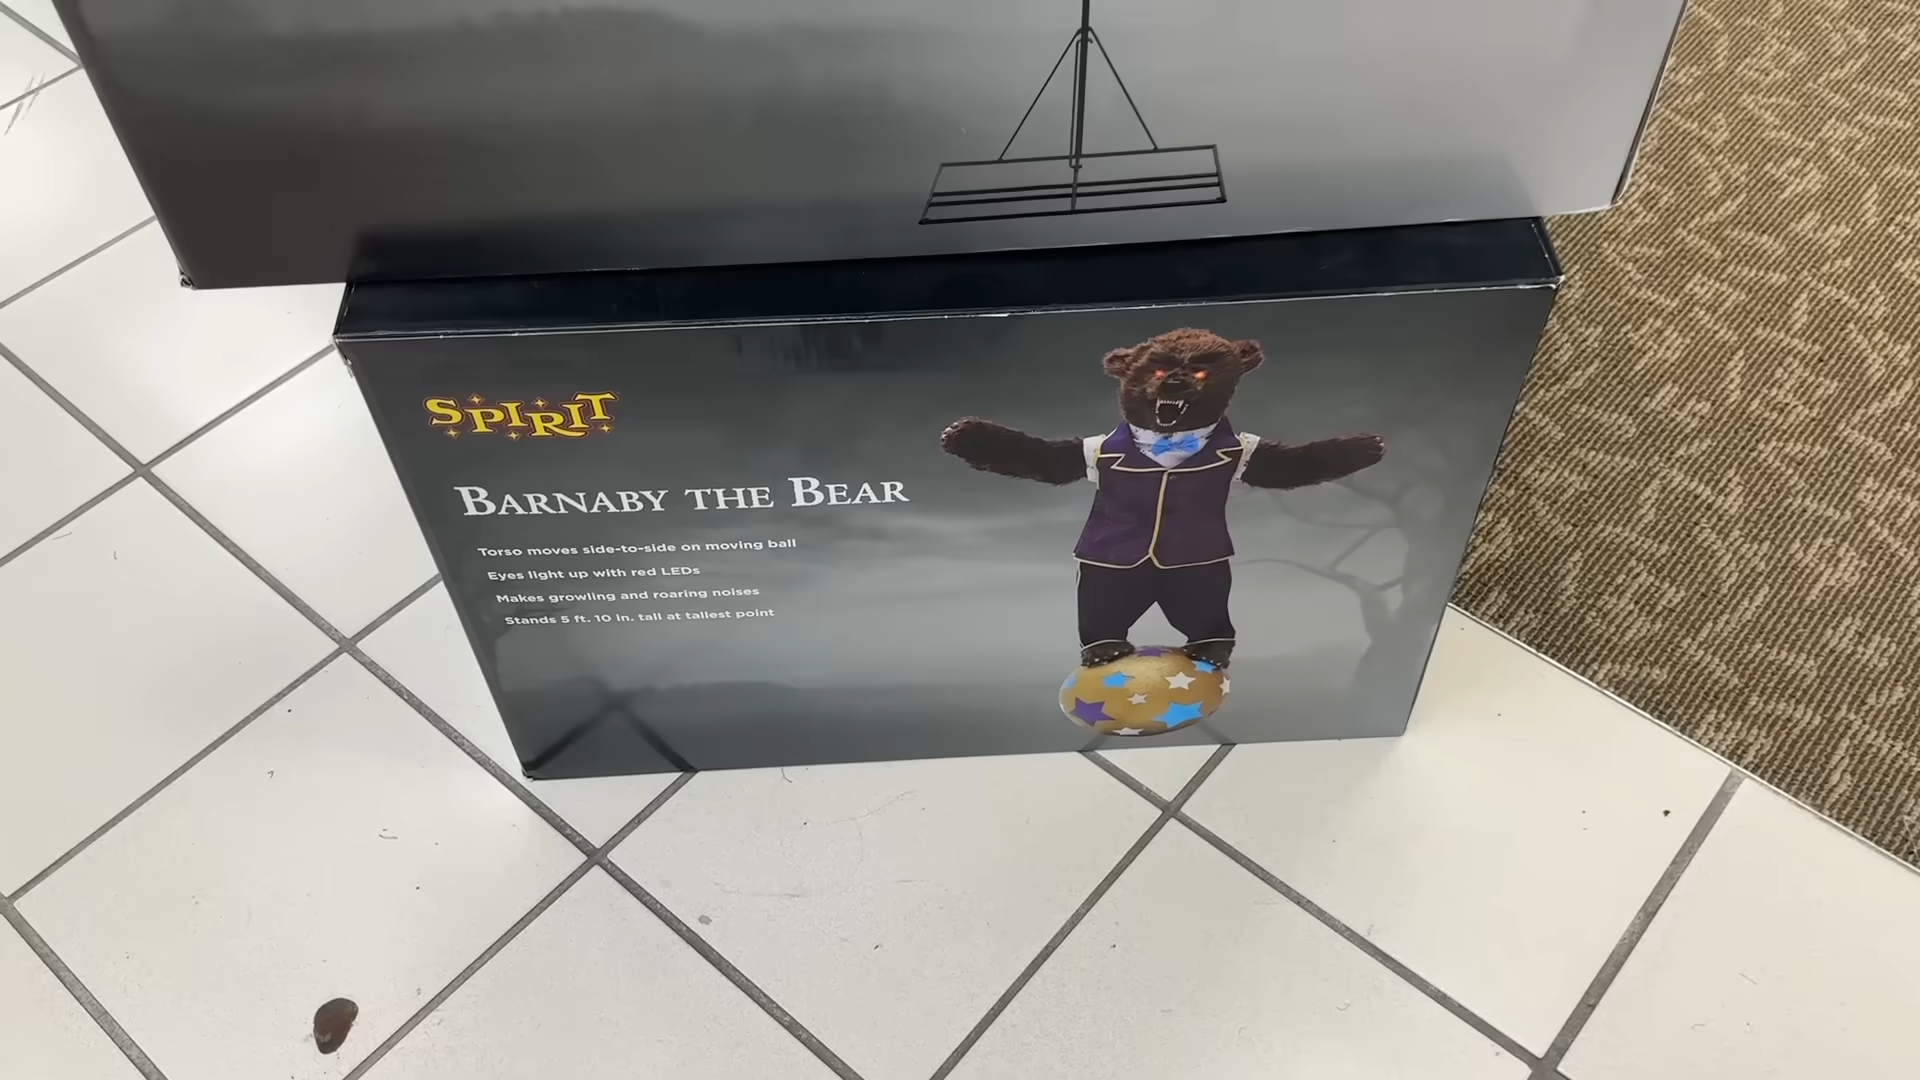 SPIRIT
BARNABY THE BEAR
Torso moves side-to-side on moving ball
Eyes light up with red LEDs
Makes growling and roaring noises
Stands 5 ft. 10 in. tall at tallest point